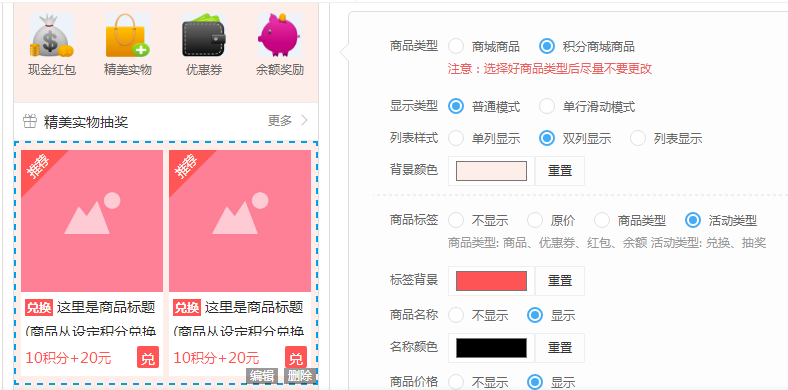 现金红包 精美实物 优惠券 余额奖励
精美实物抽奖 更多
推荐 推荐
兑换 这里是商品标题 兑换 这里是商品标题
(商品从设定积分兑换 (商品从设定积分兑换
10积分+20元 兑 10积分+20元 兑
编辑 删除
商品类型 商城商品 积分商城商品
注意：选择好商品类型后尽量不要更改
显示类型 普通模式 单行滑动模式
列表样式 单列显示 双列显示 列表显示
背景颜色 重置
商品标签 不显示 原价 商品类型 活动类型
商品类型: 商品、优惠券、红包、余额 活动类型: 兑换、抽奖
标签背景 重置
商品名称 不显示 显示
名称颜色 重置
商品价格 不显示 显示